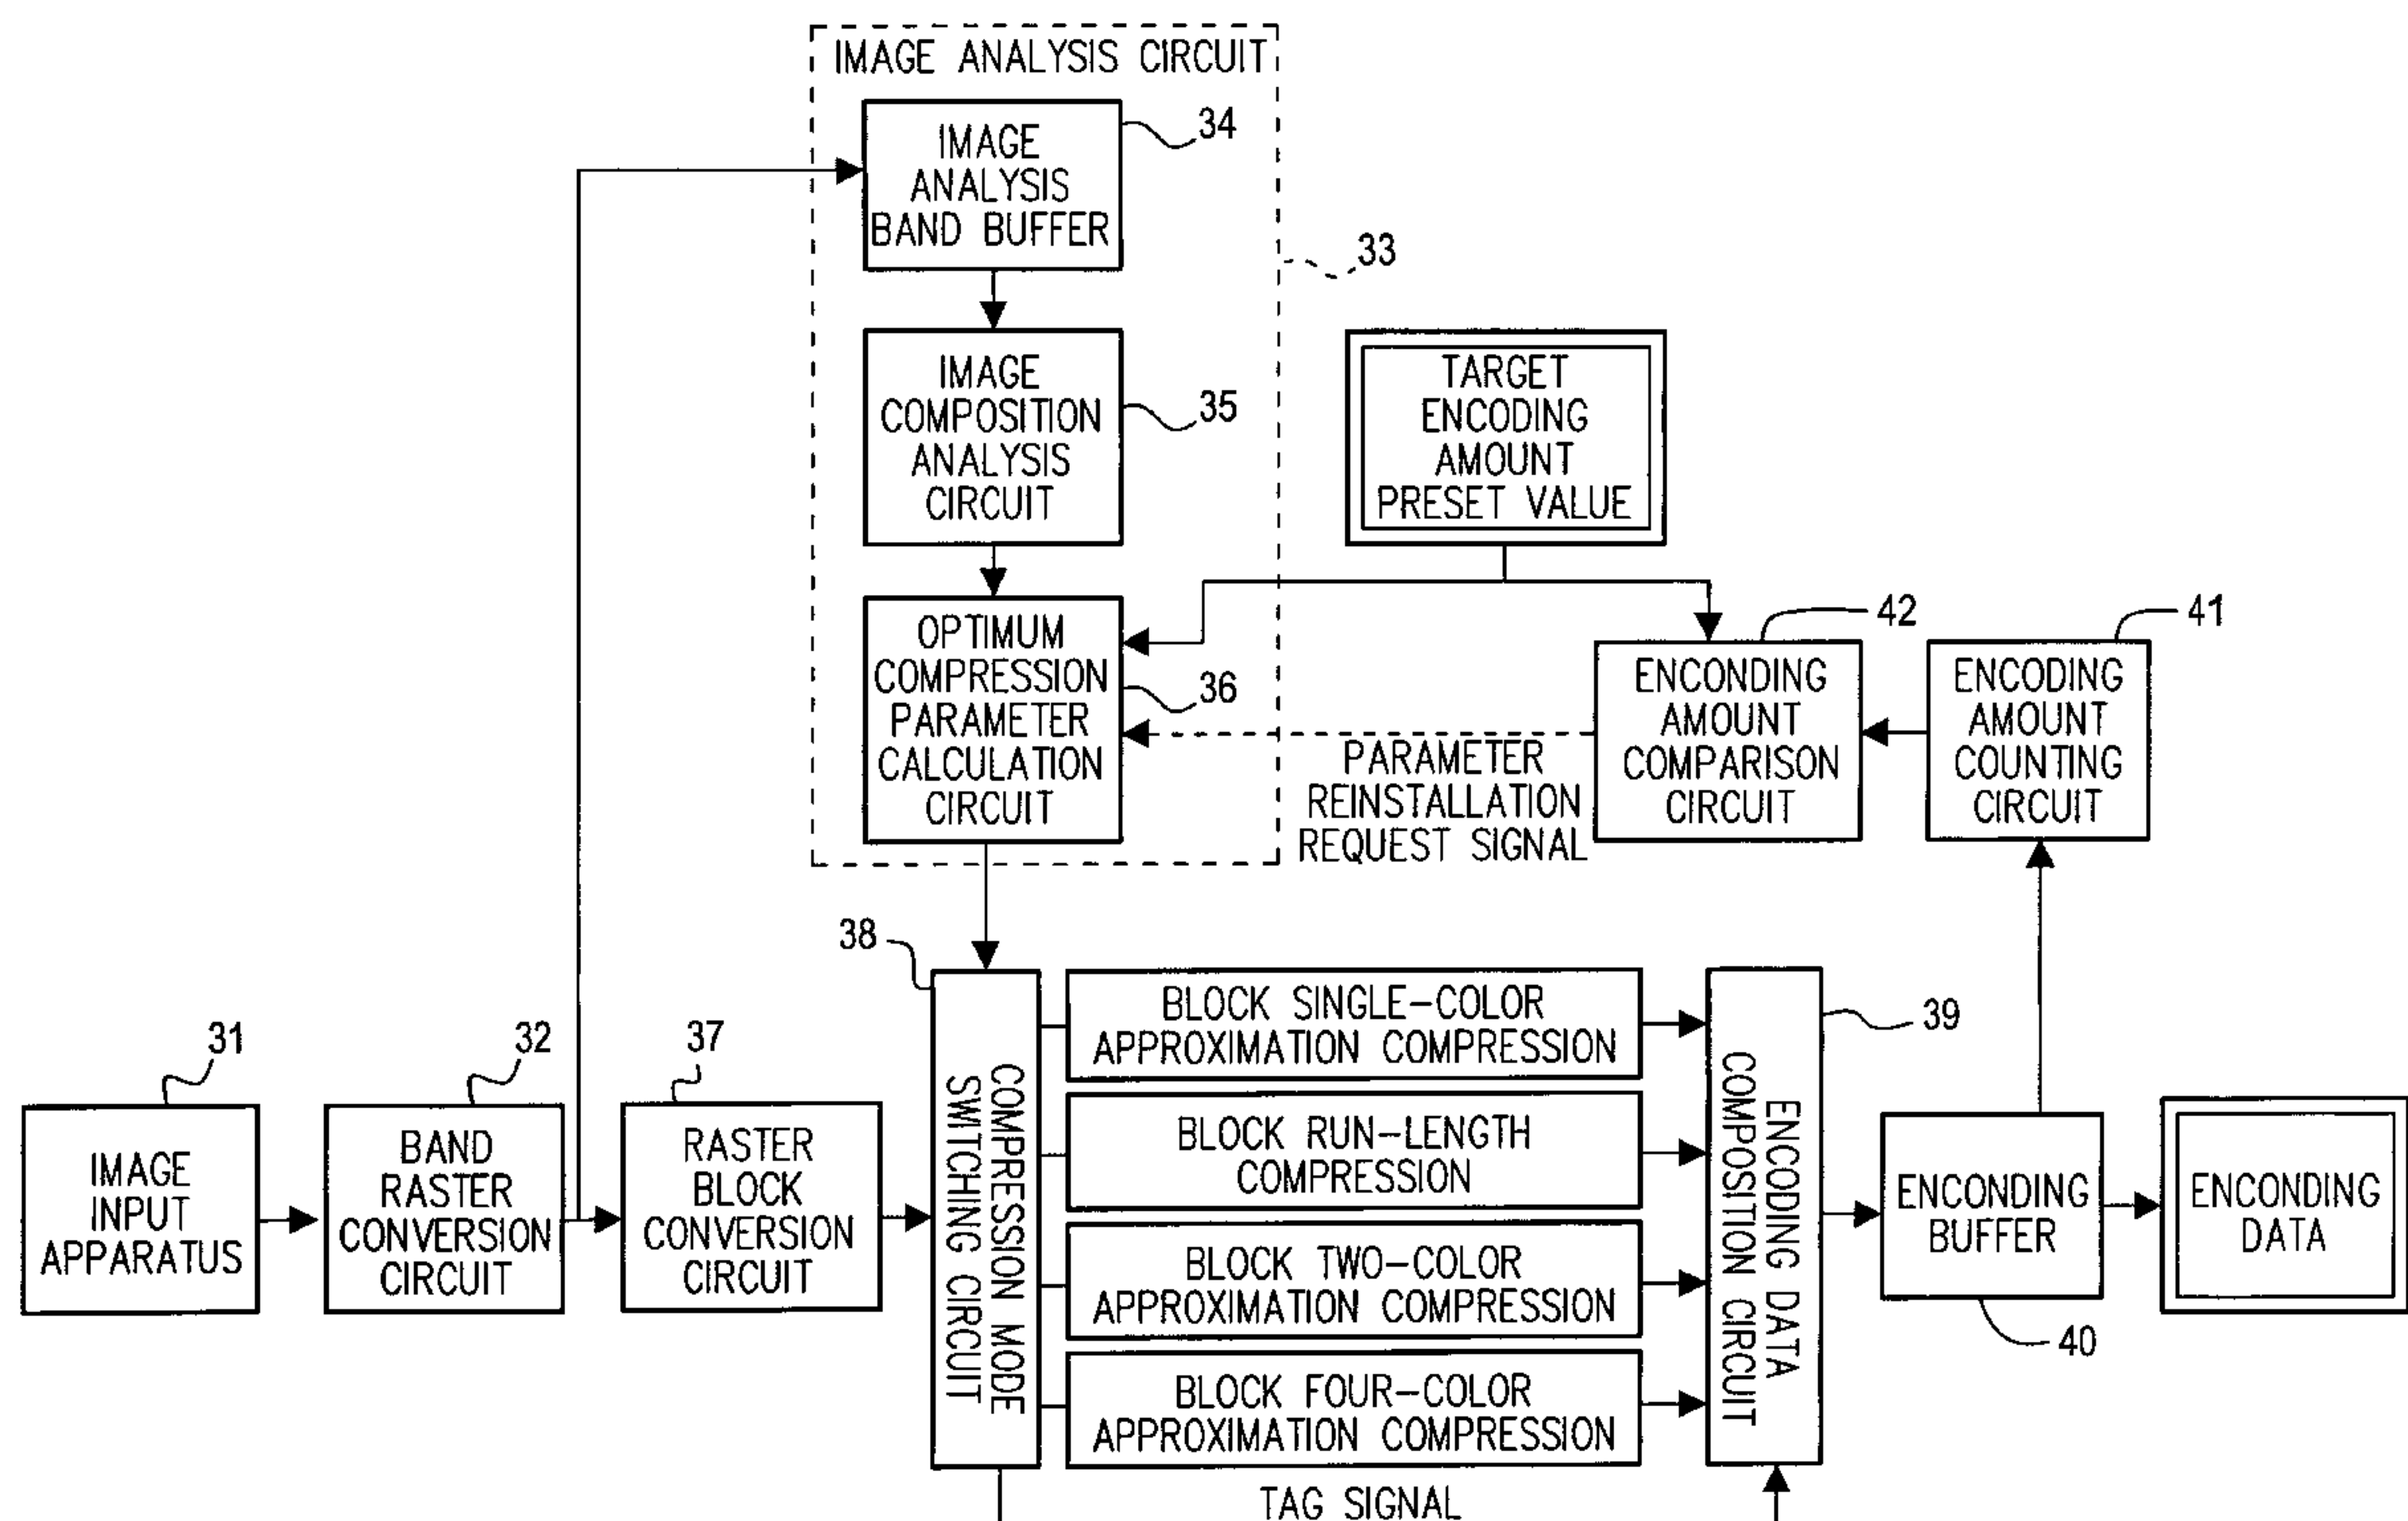 IMAGE ANALYSIS CIRCUIT
IMAGE
ANALYSIS
BAND BUFFER
34
33
IMAGE
COMPOSITION
ANALYSIS
CIRCUIT
35
TARGET
ENCODING
AMOUNT
PRESET VALUE
OPTIMUM
COMPRESSION
PARAMETER
CALCULATION
CIRCUIT
36
PARAMETER
REINSTALLATION
REQUEST SIGNAL
42
ENCONDING
AMOUNT
COMPARISON
CIRCUIT
41
ENCODING
AMOUNT
COUNTING
CIRCUIT
31
IMAGE
INPUT
APPARATUS
32
BAND
RASTER
CONVERSION
CIRCUIT
37
RASTER
BLOCK
CONVERSION
CIRCUIT
38
COMPRESSION MODE
SWITCHING CIRCUIT
BLOCK SINGLE-COLOR
APPROXIMATION COMPRESSION
BLOCK RUN-LENGTH
COMPRESSION
BLOCK TWO-COLOR
APPROXIMATION COMPRESSION
BLOCK FOUR-COLOR
APPROXIMATION COMPRESSION
TAG SIGNAL
39
ENCODING DATA
COMPOSITION CIRCUIT
ENCONDING
BUFFER
40
ENCONDING
DATA